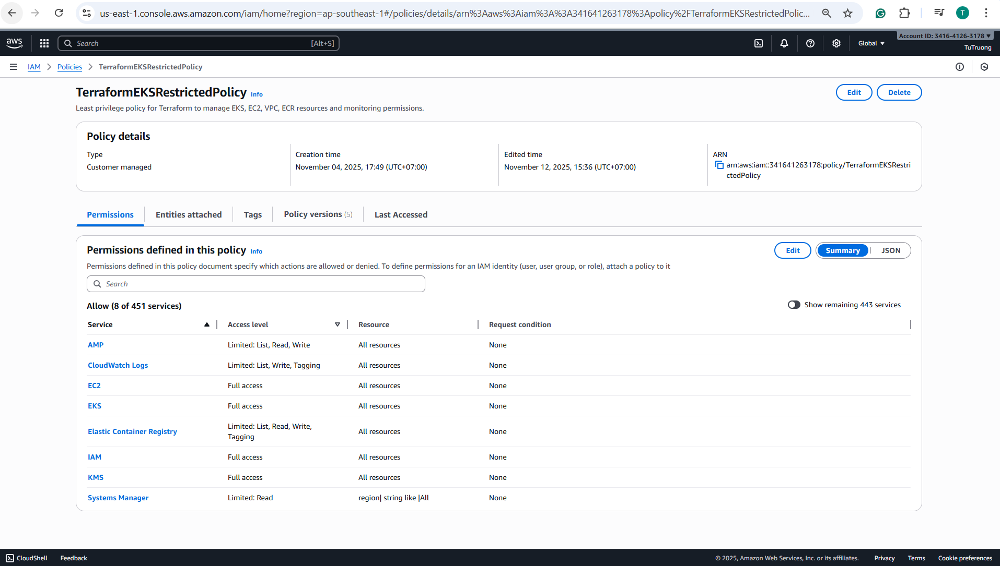 us-east-1.console.aws.amazon.com/iam/home?region=ap-southeast-1#/policies/details/arn%3Aaws%3Aiam%3A%3A341641263178%3Apolicy%2FTerraformEKSRestrictedPolic...
T
aws
Search
[Alt+S]
Global
Account ID: 3416-4126-3178
TuTruong
IAM
Policies
TerraformEKSRestrictedPolicy
TerraformEKSRestrictedPolicy Info
Edit
Delete
Least privilege policy for Terraform to manage EKS, EC2, VPC, ECR resources and monitoring permissions.
Policy details
Type
Customer managed
Creation time
November 04, 2025, 17:49 (UTC+07:00)
Edited time
November 12, 2025, 15:36 (UTC+07:00)
ARN
arn:aws:iam::341641263178:policy/TerraformEKSRestri
ctedPolicy
Permissions
Entities attached
Tags
Policy versions (5)
Last Accessed
Permissions defined in this policy Info
Edit
Summary
JSON
Permissions defined in this policy document specify which actions are allowed or denied. To define permissions for an IAM identity (user, user group, or role), attach a policy to it
Search
Allow (8 of 451 services)
Show remaining 443 services
Service Access level Resource Request condition
AMP Limited: List, Read, Write All resources None
CloudWatch Logs Limited: List, Write, Tagging All resources None
EC2 Full access All resources None
EKS Full access All resources None
Elastic Container Registry Limited: List, Read, Write, Tagging All resources None
IAM Full access All resources None
KMS Full access All resources None
Systems Manager Limited: Read region| string like |All None
CloudShell
Feedback
© 2025, Amazon Web Services, Inc. or its affiliates.
Privacy
Terms
Cookie preferences